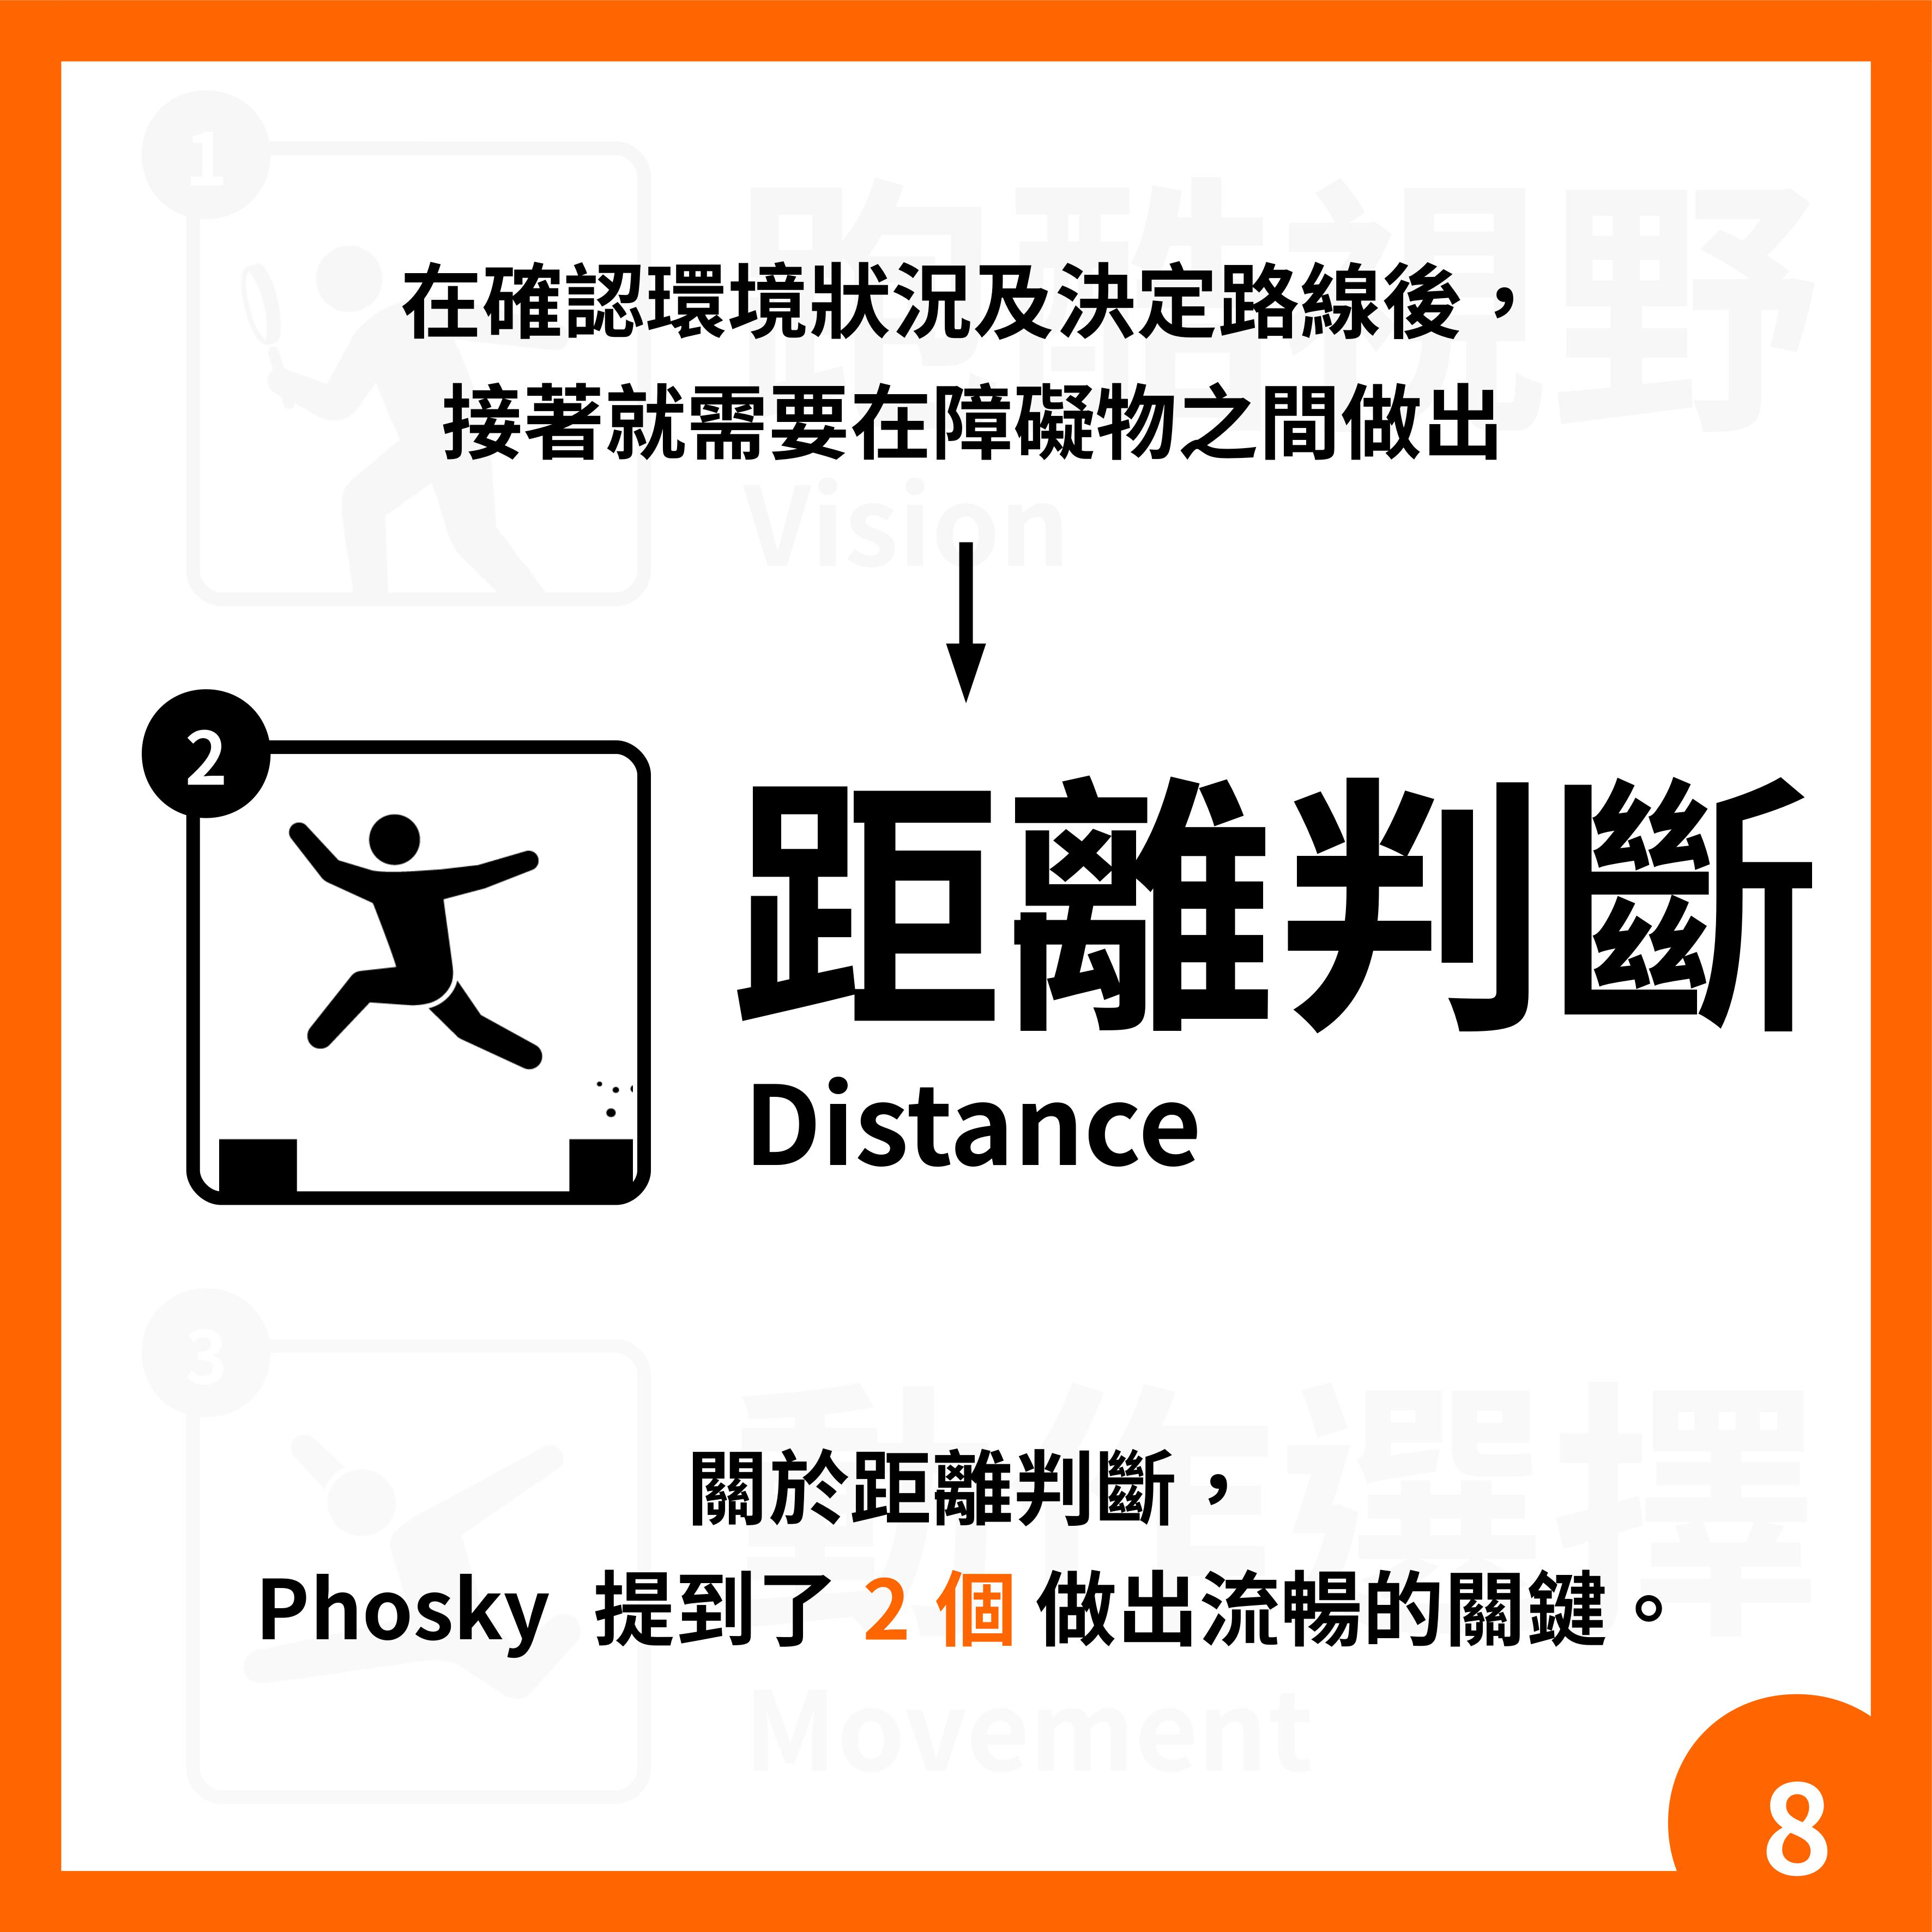 1
跑酷視野
在確認環境狀況及決定路線後，
接著就需要在障礙物之間做出
Vision
2
距離判斷
Distance
3
動作選擇
關於距離判斷，
Phosky 提到了 2 個 做出流暢的關鍵。
Movement
8